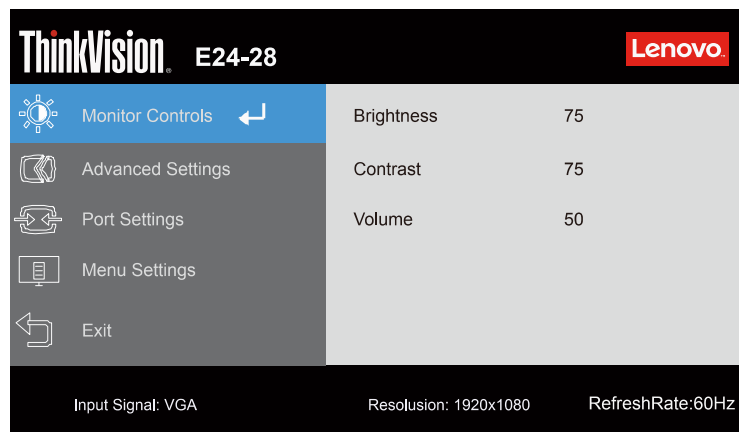 ThinkVision® E24-28
Lenovo.
Monitor Controls
Brightness 75
Advanced Settings
Contrast 75
Port Settings
Volume 50
Menu Settings
Exit
Input Signal: VGA Resolusion: 1920x1080 RefreshRate:60Hz